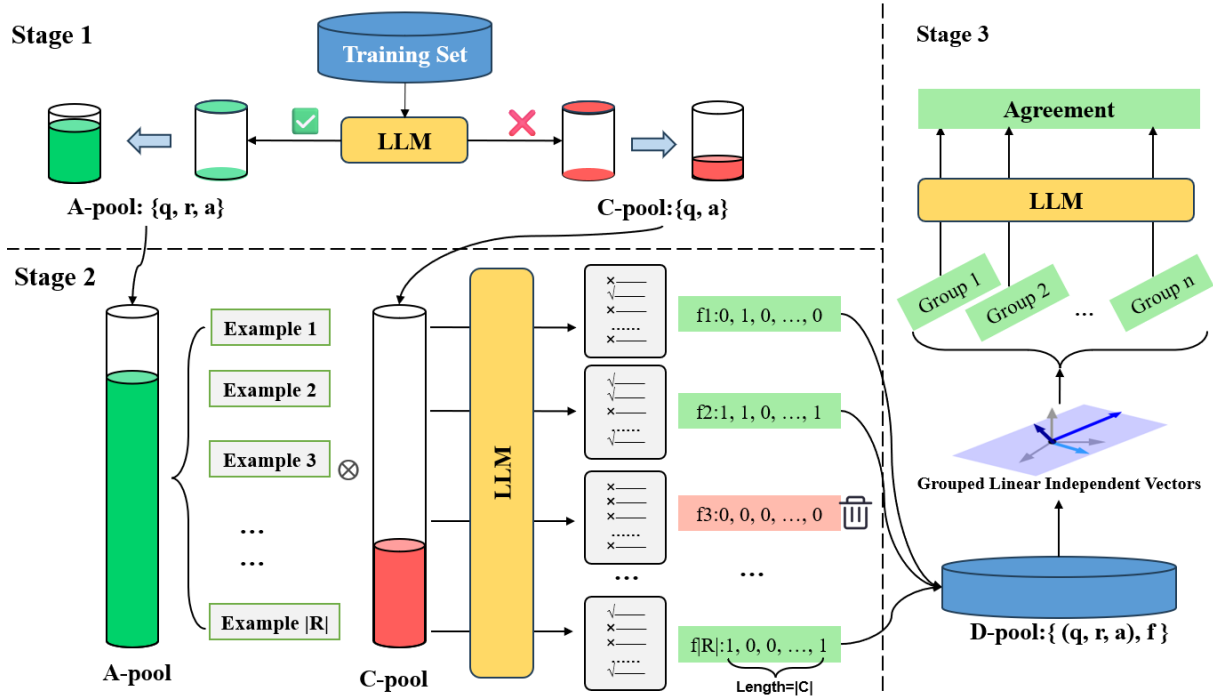 Stage 1
Training Set
LLM
A-pool: {q, r, a}
C-pool:{q, a}
Stage 2
Example 1
Example 2
Example 3
...
...
Example |R|
A-pool
C-pool
LLM
×
√
×
......
×
√
√
×
......
√
×
×
×
......
×
...
√
×
×
......
√
f1:0, 1, 0, ..., 0
f2:1, 1, 0, ..., 1
f3:0, 0, 0, ..., 0
...
f|R|:1, 0, 0, ..., 1
Length=|C|
Stage 3
Agreement
LLM
Group 1
Group 2
...
Group n
Grouped Linear Independent Vectors
D-pool:{ (q, r, a), f }